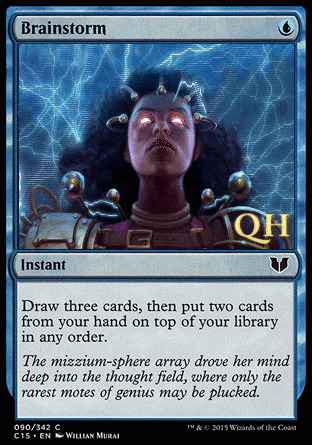 Brainstorm
QH
Instant
Draw three cards, then put two cards
from your hand on top of your library
in any order.
The mizzium-sphere array drove her mind
deep into the thought field, where only the
rarest motes of genius may be plucked.
090/342 C
C15 • EN Willian Murai
™ & © 2015 Wizards of the Coast